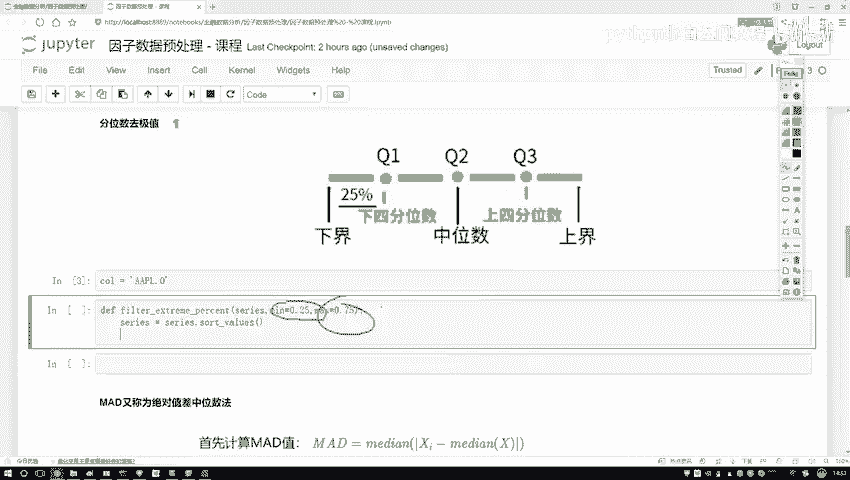 http://localhost:8889/notebooks/
jupyter 因子数据预处理 - 课程 Last Checkpoint: 2 hours ago (unsaved changes)
Logout
File Edit View Insert Cell Kernel Widgets Help
Trusted
Code
分位数去极值 ¶
Q1 Q2 Q3
25%
下四分位数 上四分位数
下界 中位数 上界
In [3]: col = 'AAPL.O'
In [ ]: def filter_extreme_percent(series,min=0.25,max=0.75):
series = series.sort_values()
In [ ]:
MAD又称为绝对值差中位数法
首先计算MAD值： MAD = median(|Xi − median(X)|)